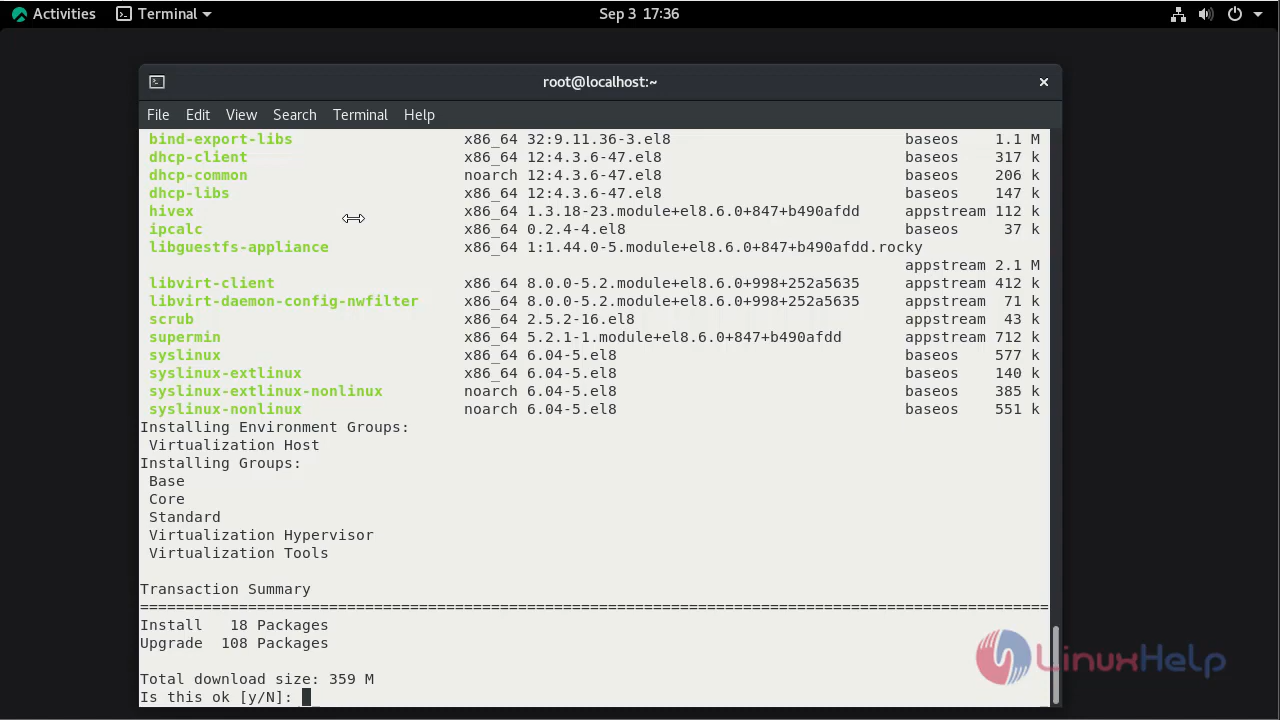 Activities Terminal Sep 3 17:36
root@localhost:~
File Edit View Search Terminal Help
bind-export-libs x86_64 32:9.11.36-3.el8 baseos 1.1 M
dhcp-client x86_64 12:4.3.6-47.el8 baseos 317 k
dhcp-common noarch 12:4.3.6-47.el8 baseos 206 k
dhcp-libs x86_64 12:4.3.6-47.el8 baseos 147 k
hivex x86_64 1.3.18-23.module+el8.6.0+847+b490afdd appstream 112 k
ipcalc x86_64 0.2.4-4.el8 baseos 37 k
libguestfs-appliance x86_64 1:1.44.0-5.module+el8.6.0+847+b490afdd.rocky
appstream 2.1 M
libvirt-client x86_64 8.0.0-5.2.module+el8.6.0+998+252a5635 appstream 412 k
libvirt-daemon-config-nwfilter x86_64 8.0.0-5.2.module+el8.6.0+998+252a5635 appstream 71 k
scrub x86_64 2.5.2-16.el8 appstream 43 k
supermin x86_64 5.2.1-1.module+el8.6.0+847+b490afdd appstream 712 k
syslinux x86_64 6.04-5.el8 baseos 577 k
syslinux-extlinux x86_64 6.04-5.el8 baseos 140 k
syslinux-extlinux-nonlinux noarch 6.04-5.el8 baseos 385 k
syslinux-nonlinux noarch 6.04-5.el8 baseos 551 k
Installing Environment Groups:
Virtualization Host
Installing Groups:
Base
Core
Standard
Virtualization Hypervisor
Virtualization Tools
Transaction Summary
=====================================================================================================
Install 18 Packages
Upgrade 108 Packages
LinuxHelp
Total download size: 359 M
Is this ok [y/N]: